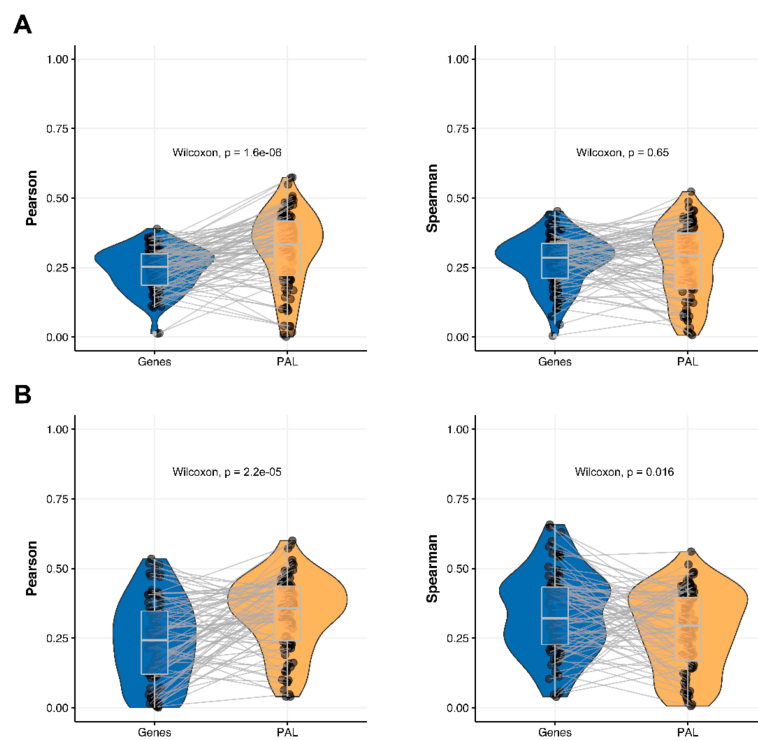 A
1.00
0.75
0.50
0.25
0.00
Pearson
Wilcoxon, p = 1.6e-06
Genes
PAL
1.00
0.75
0.50
0.25
0.00
Spearman
Wilcoxon, p = 0.65
Genes
PAL
B
1.00
0.75
0.50
0.25
0.00
Pearson
Wilcoxon, p = 2.2e-05
Genes
PAL
1.00
0.75
0.50
0.25
0.00
Spearman
Wilcoxon, p = 0.016
Genes
PAL